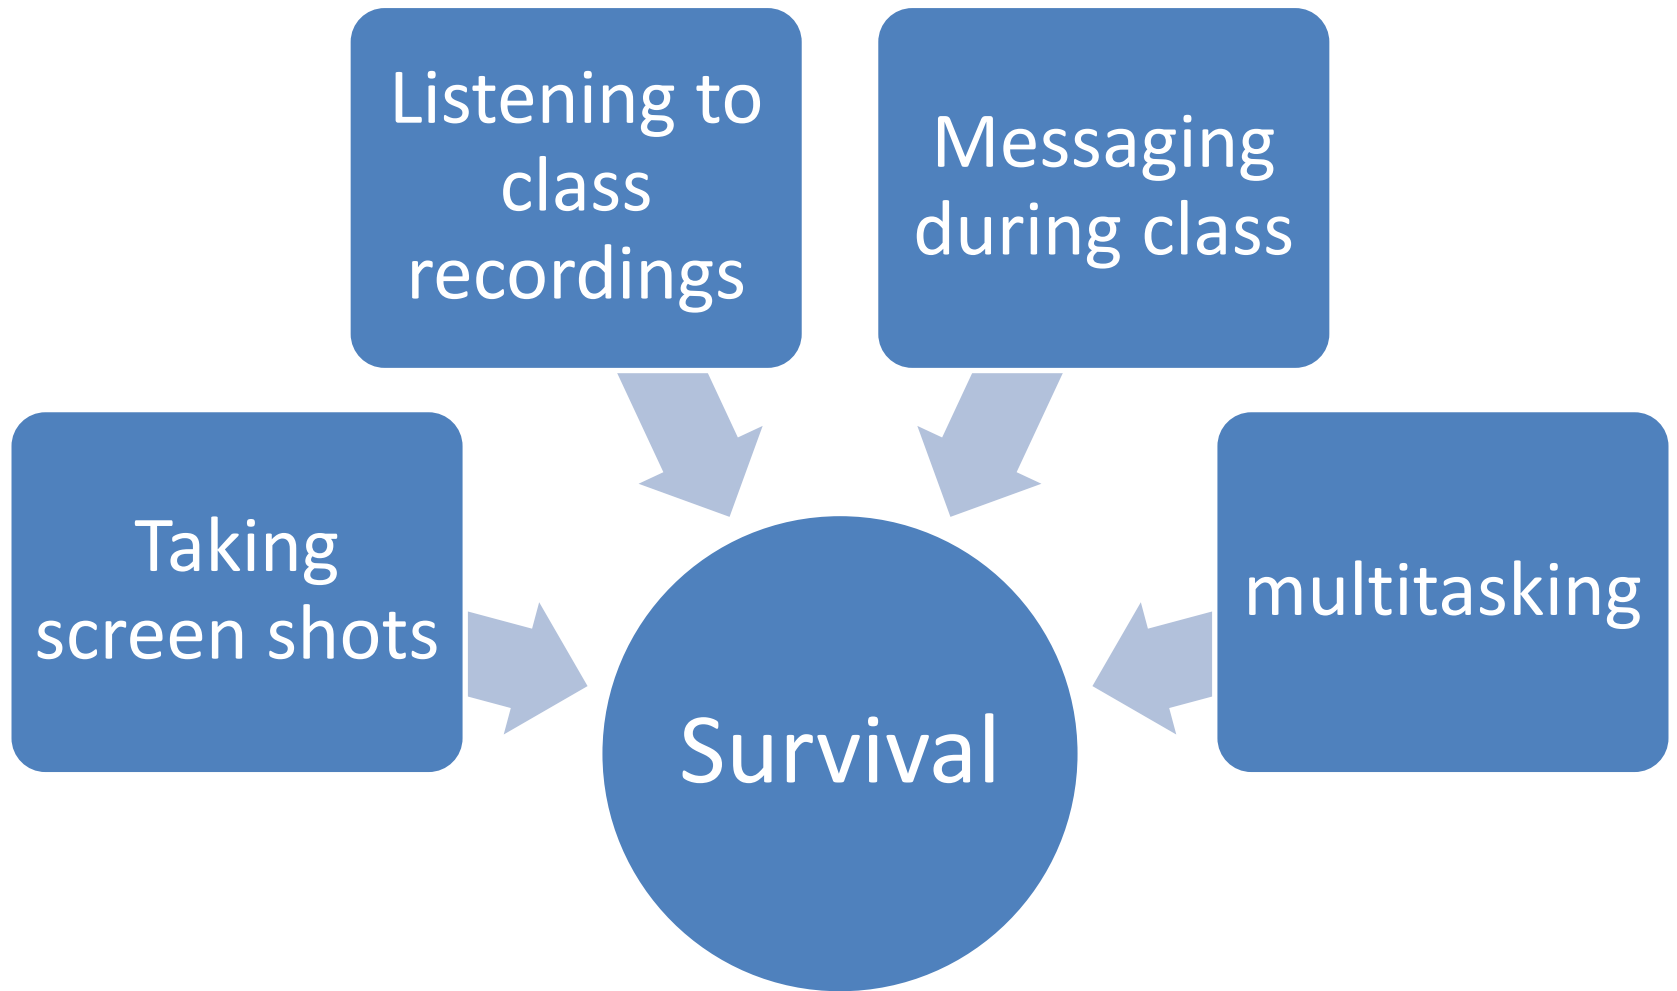 Listening to
class
recordings
Messaging
during class
Taking
screen shots
multitasking
Survival